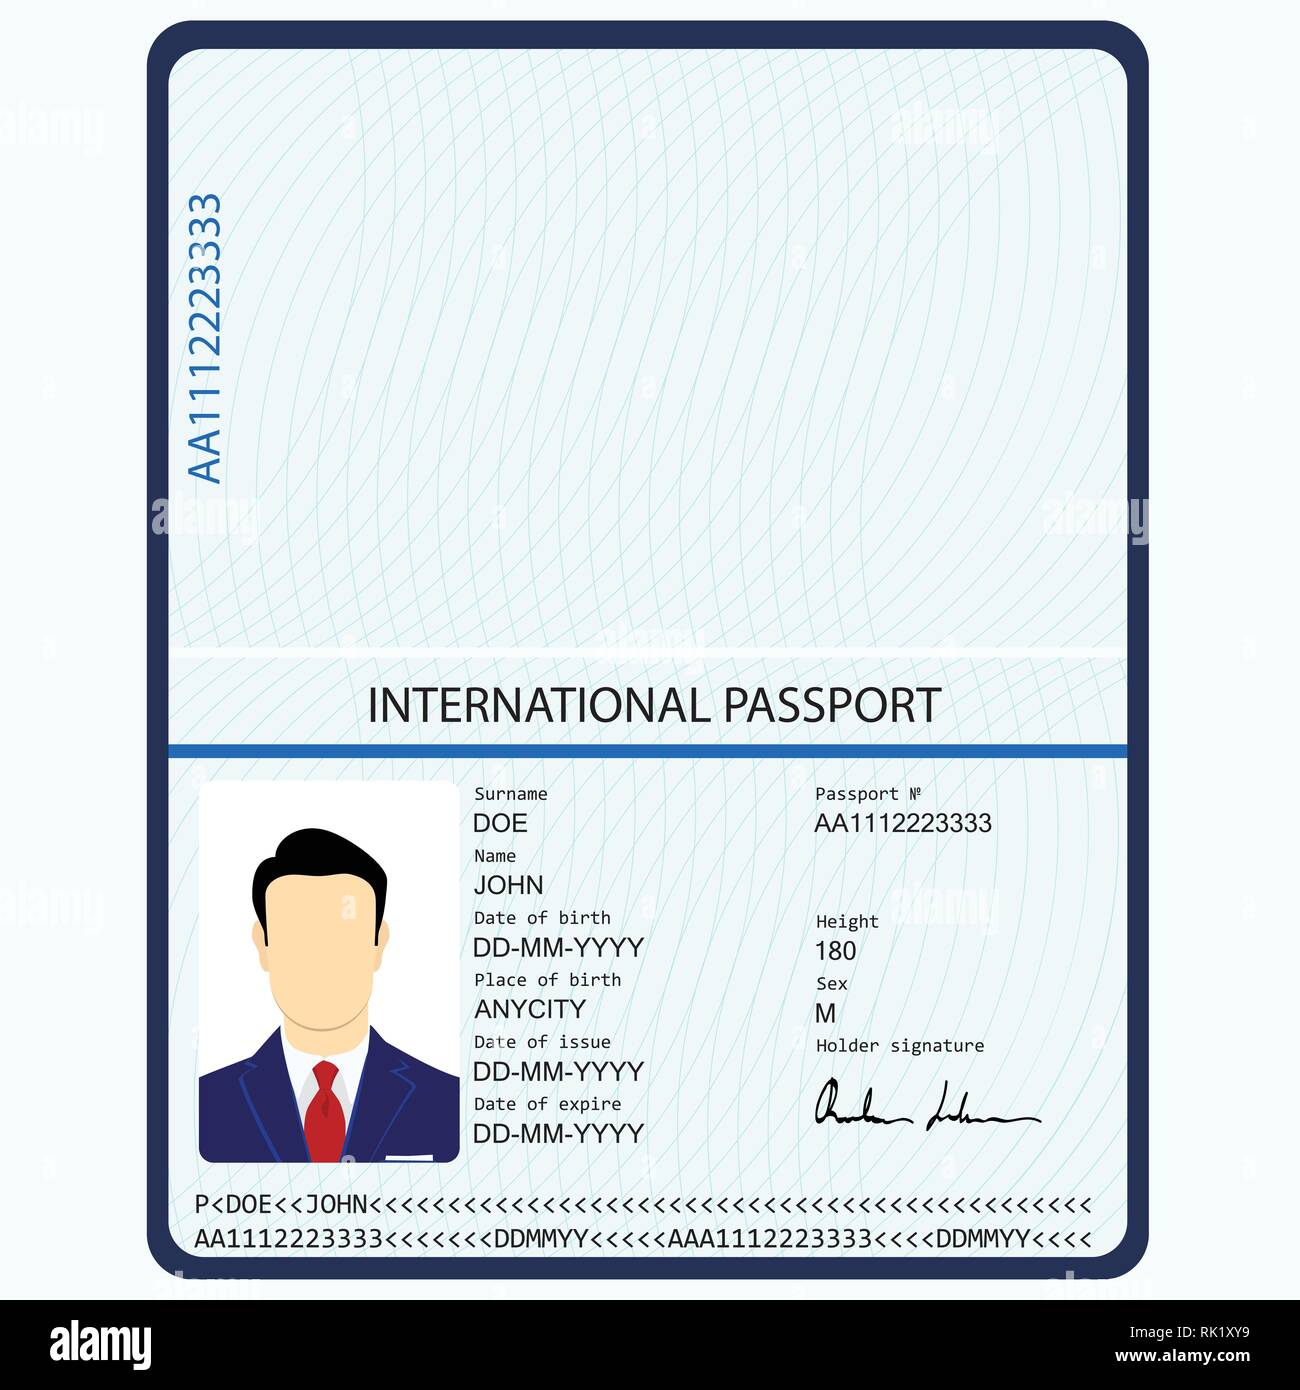 AA1112223333
INTERNATIONAL PASSPORT
Surname
DOE
Name
JOHN
Date of birth
DD-MM-YYYY
Place of birth
ANYCITY
Date of issue
DD-MM-YYYY
Date of expire
DD-MM-YYYY
Passport №
AA1112223333
Height
180
Sex
M
Holder signature
P<DOE<<JOHN<<<<<<<<<<<<<<<<<<<<<<<<<<<<<<<<<<<<<<<<<<<<<<
AA1112223333<<<<<<<DDMMYY<<<<<AAA1112223333<<<<DDMMYY<<<<
alamy
Image ID: RK1XY9
www.alamy.com